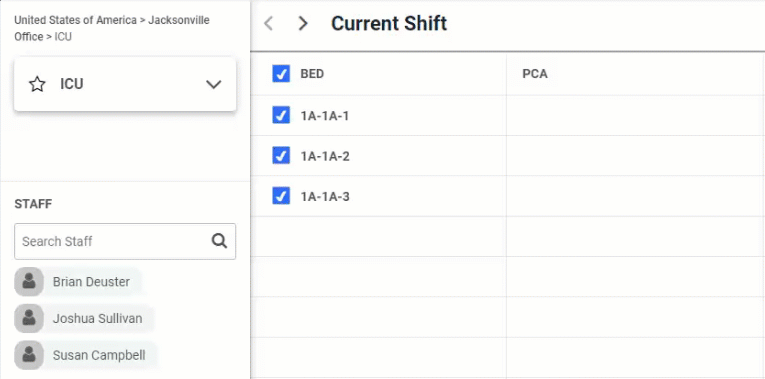 United States of America > Jacksonville
Office > ICU
ICU
STAFF
Search Staff
Brian Deuster
Joshua Sullivan
Susan Campbell
Current Shift
BED PCA
1A-1A-1
1A-1A-2
1A-1A-3